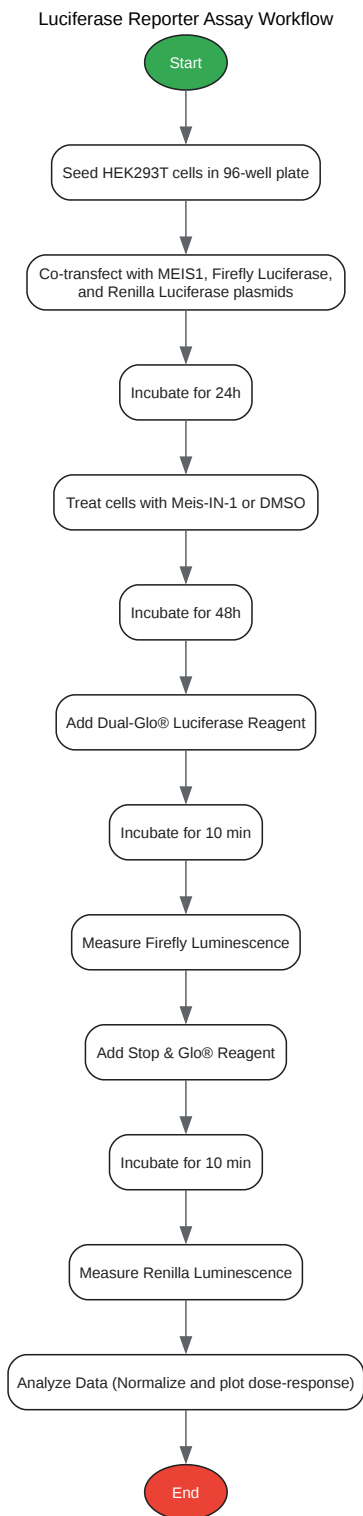 Luciferase Reporter Assay Workflow
Start
Seed HEK293T cells in 96-well plate
Co-transfect with MEIS1, Firefly Luciferase,
and Renilla Luciferase plasmids
Incubate for 24h
Treat cells with Meis-IN-1 or DMSO
Incubate for 48h
Add Dual-Glo® Luciferase Reagent
Incubate for 10 min
Measure Firefly Luminescence
Add Stop & Glo® Reagent
Incubate for 10 min
Measure Renilla Luminescence
Analyze Data (Normalize and plot dose-response)
End